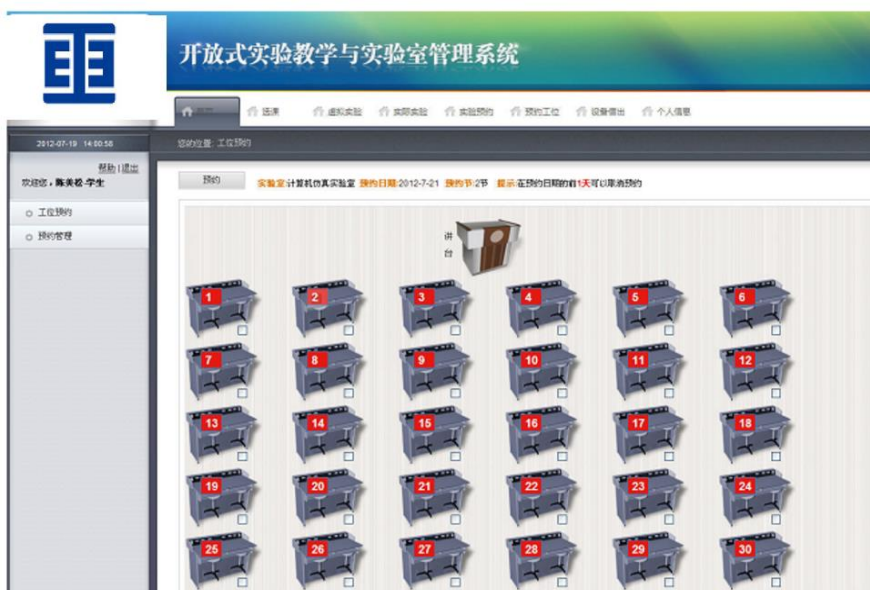 开放式实验教学与实验室管理系统
选课 虚拟实验 实际实验 实验预约 预约工位 设备借出 个人信息
2012-07-19 14:00:58
您的位置: 工位预约
帮助 | 退出
欢迎您,陈美松-学生
工位预约
预约管理
预约 实验室:计算机仿真实验室 预约日期:2012-7-21 预约节:2节 提示:在预约日期的前1天可以取消预约
讲
台
1 2 3 4 5 6
7 8 9 10 11 12
13 14 15 16 17 18
19 20 21 22 23 24
25 26 27 28 29 30